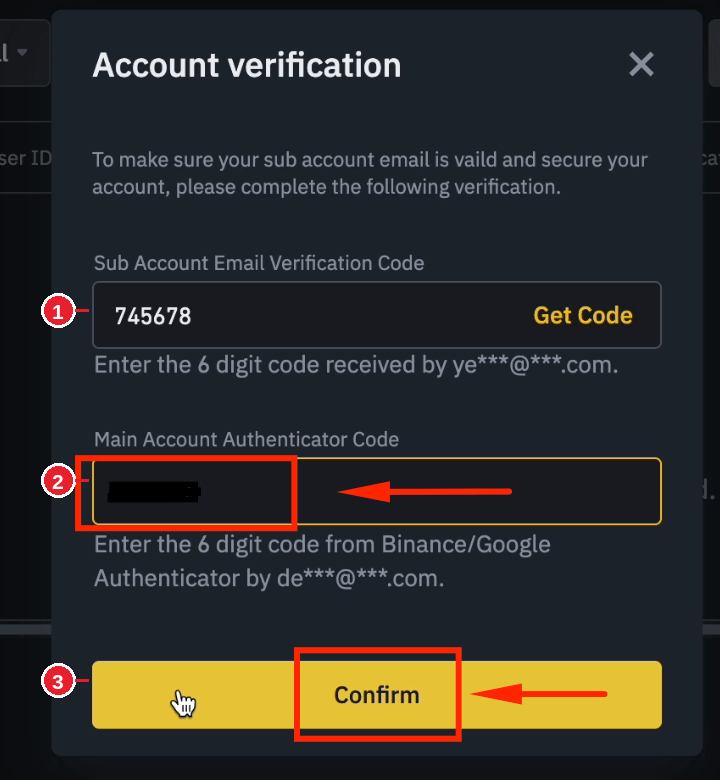 l
Account verification
ser ID
To make sure your sub account email is vaild and secure your
account, please complete the following verification.
Sub Account Email Verification Code
1
745678
Get Code
Enter the 6 digit code received by ye***@***.com.
Main Account Authenticator Code
2
d.
Enter the 6 digit code from Binance/Google
Authenticator by de***@***.com.
3
Confirm